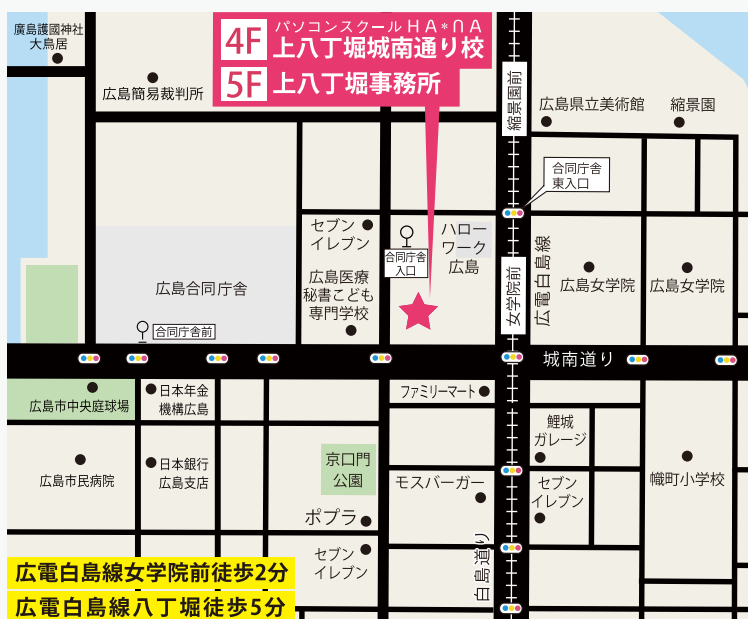 廣島護國神社
大鳥居
広島簡易裁判所
4F
パソコンスクールHA*NA
上八丁堀城南通り校
5F
上八丁堀事務所
縮景園前
広島県立美術館
縮景園
合同庁舎
東入口
セブン
イレブン
合同庁舎
入口
ハロー
ワーク
広島
広島合同庁舎
広島医療
秘書こども
専門学校
女学院前
広電白島線
広島女学院
広島女学院
合同庁舎前
城南道り
広島市中央庭球場
日本年金
機構広島
ファミリーマート
鯉城
ガレージ
広島市民病院
日本銀行
広島支店
京口門
公園
モスバーガー
セブン
イレブン
幟町小学校
ポプラ
セブン
イレブン
白島道り
広電白島線女学院前徒歩2分
広電白島線八丁堀徒歩5分